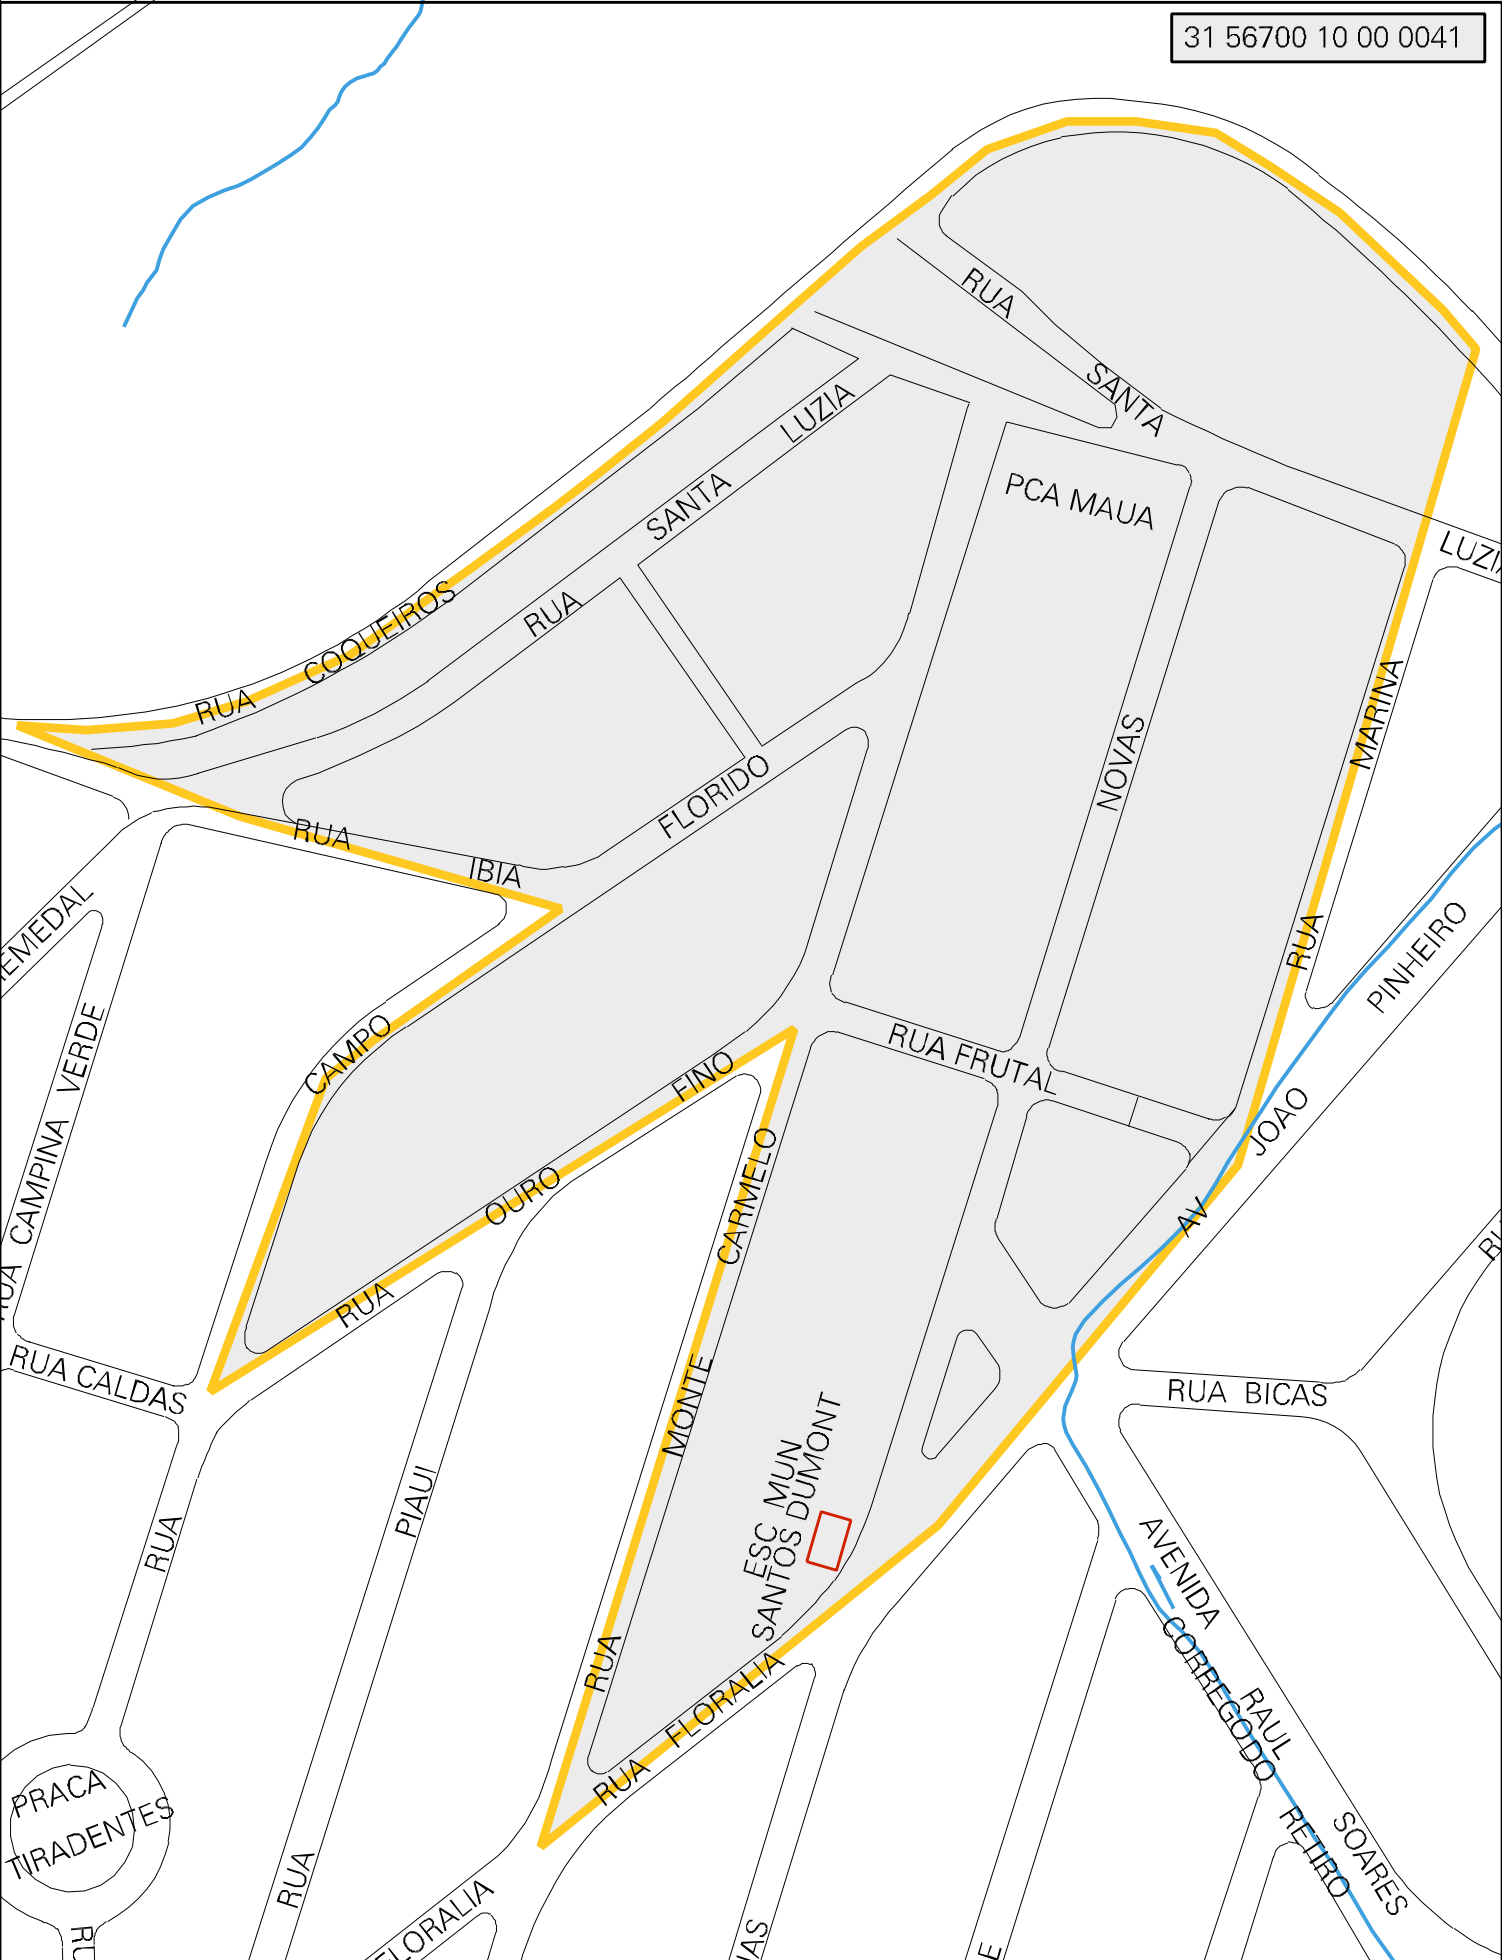 31 56700 10 00 0041
RUA SANTA
LUZIA
RUA SANTA LUZIA
PCA MAUA
RUA COQUEIROS
RUA MARINA
NOVAS
FLORIDO
RUA IBIA
CAMPO
RUA OURO FINO
RUA FRUTAL
AV JOAO PINHEIRO
CAMPINA VERDE
RUA CALDAS
RUA MONTE CARMELO
RUA BICAS
ESC MUN
SANTOS DUMONT
RUA PIAUI
RUA
RUA FLORALIA
AVENIDA RAUL SOARES
CORREGO DO RETIRO
PRACA
TIRADENTES
FLORALIA